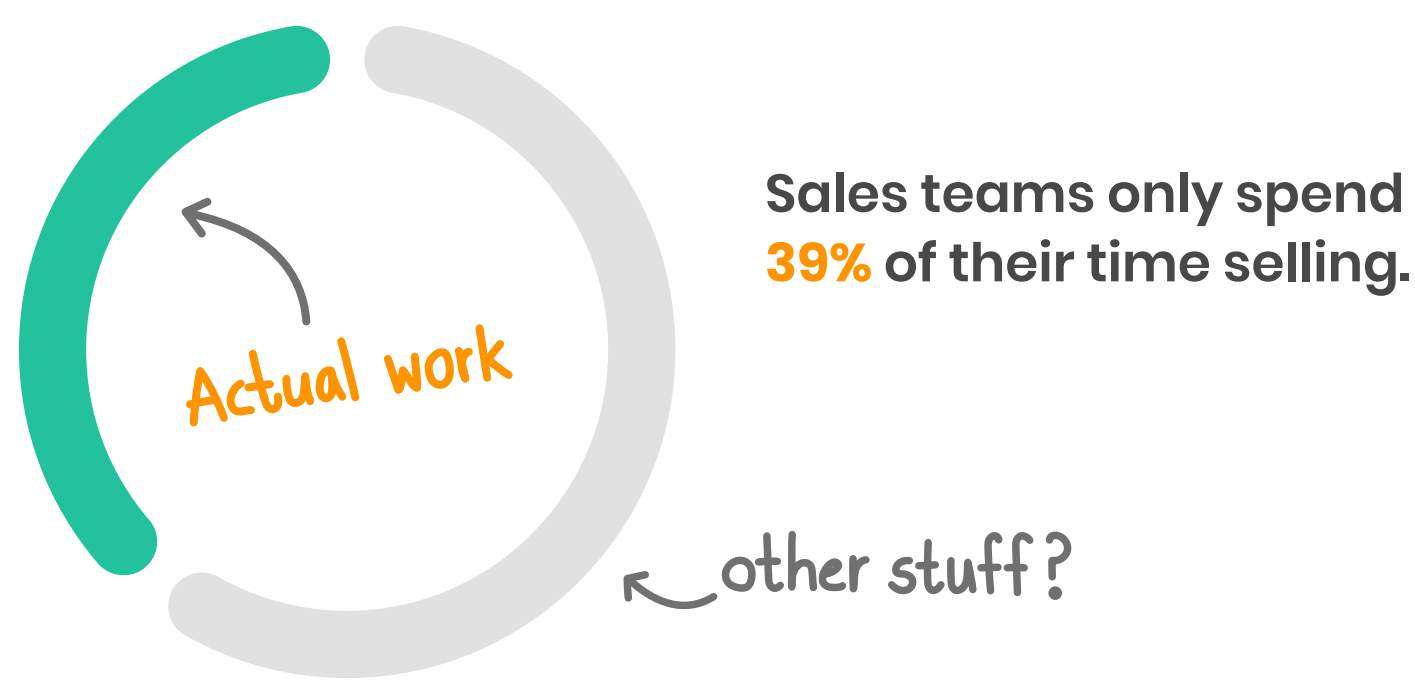 Sales teams only spend
39% of their time selling.
Actual work
other stuff?